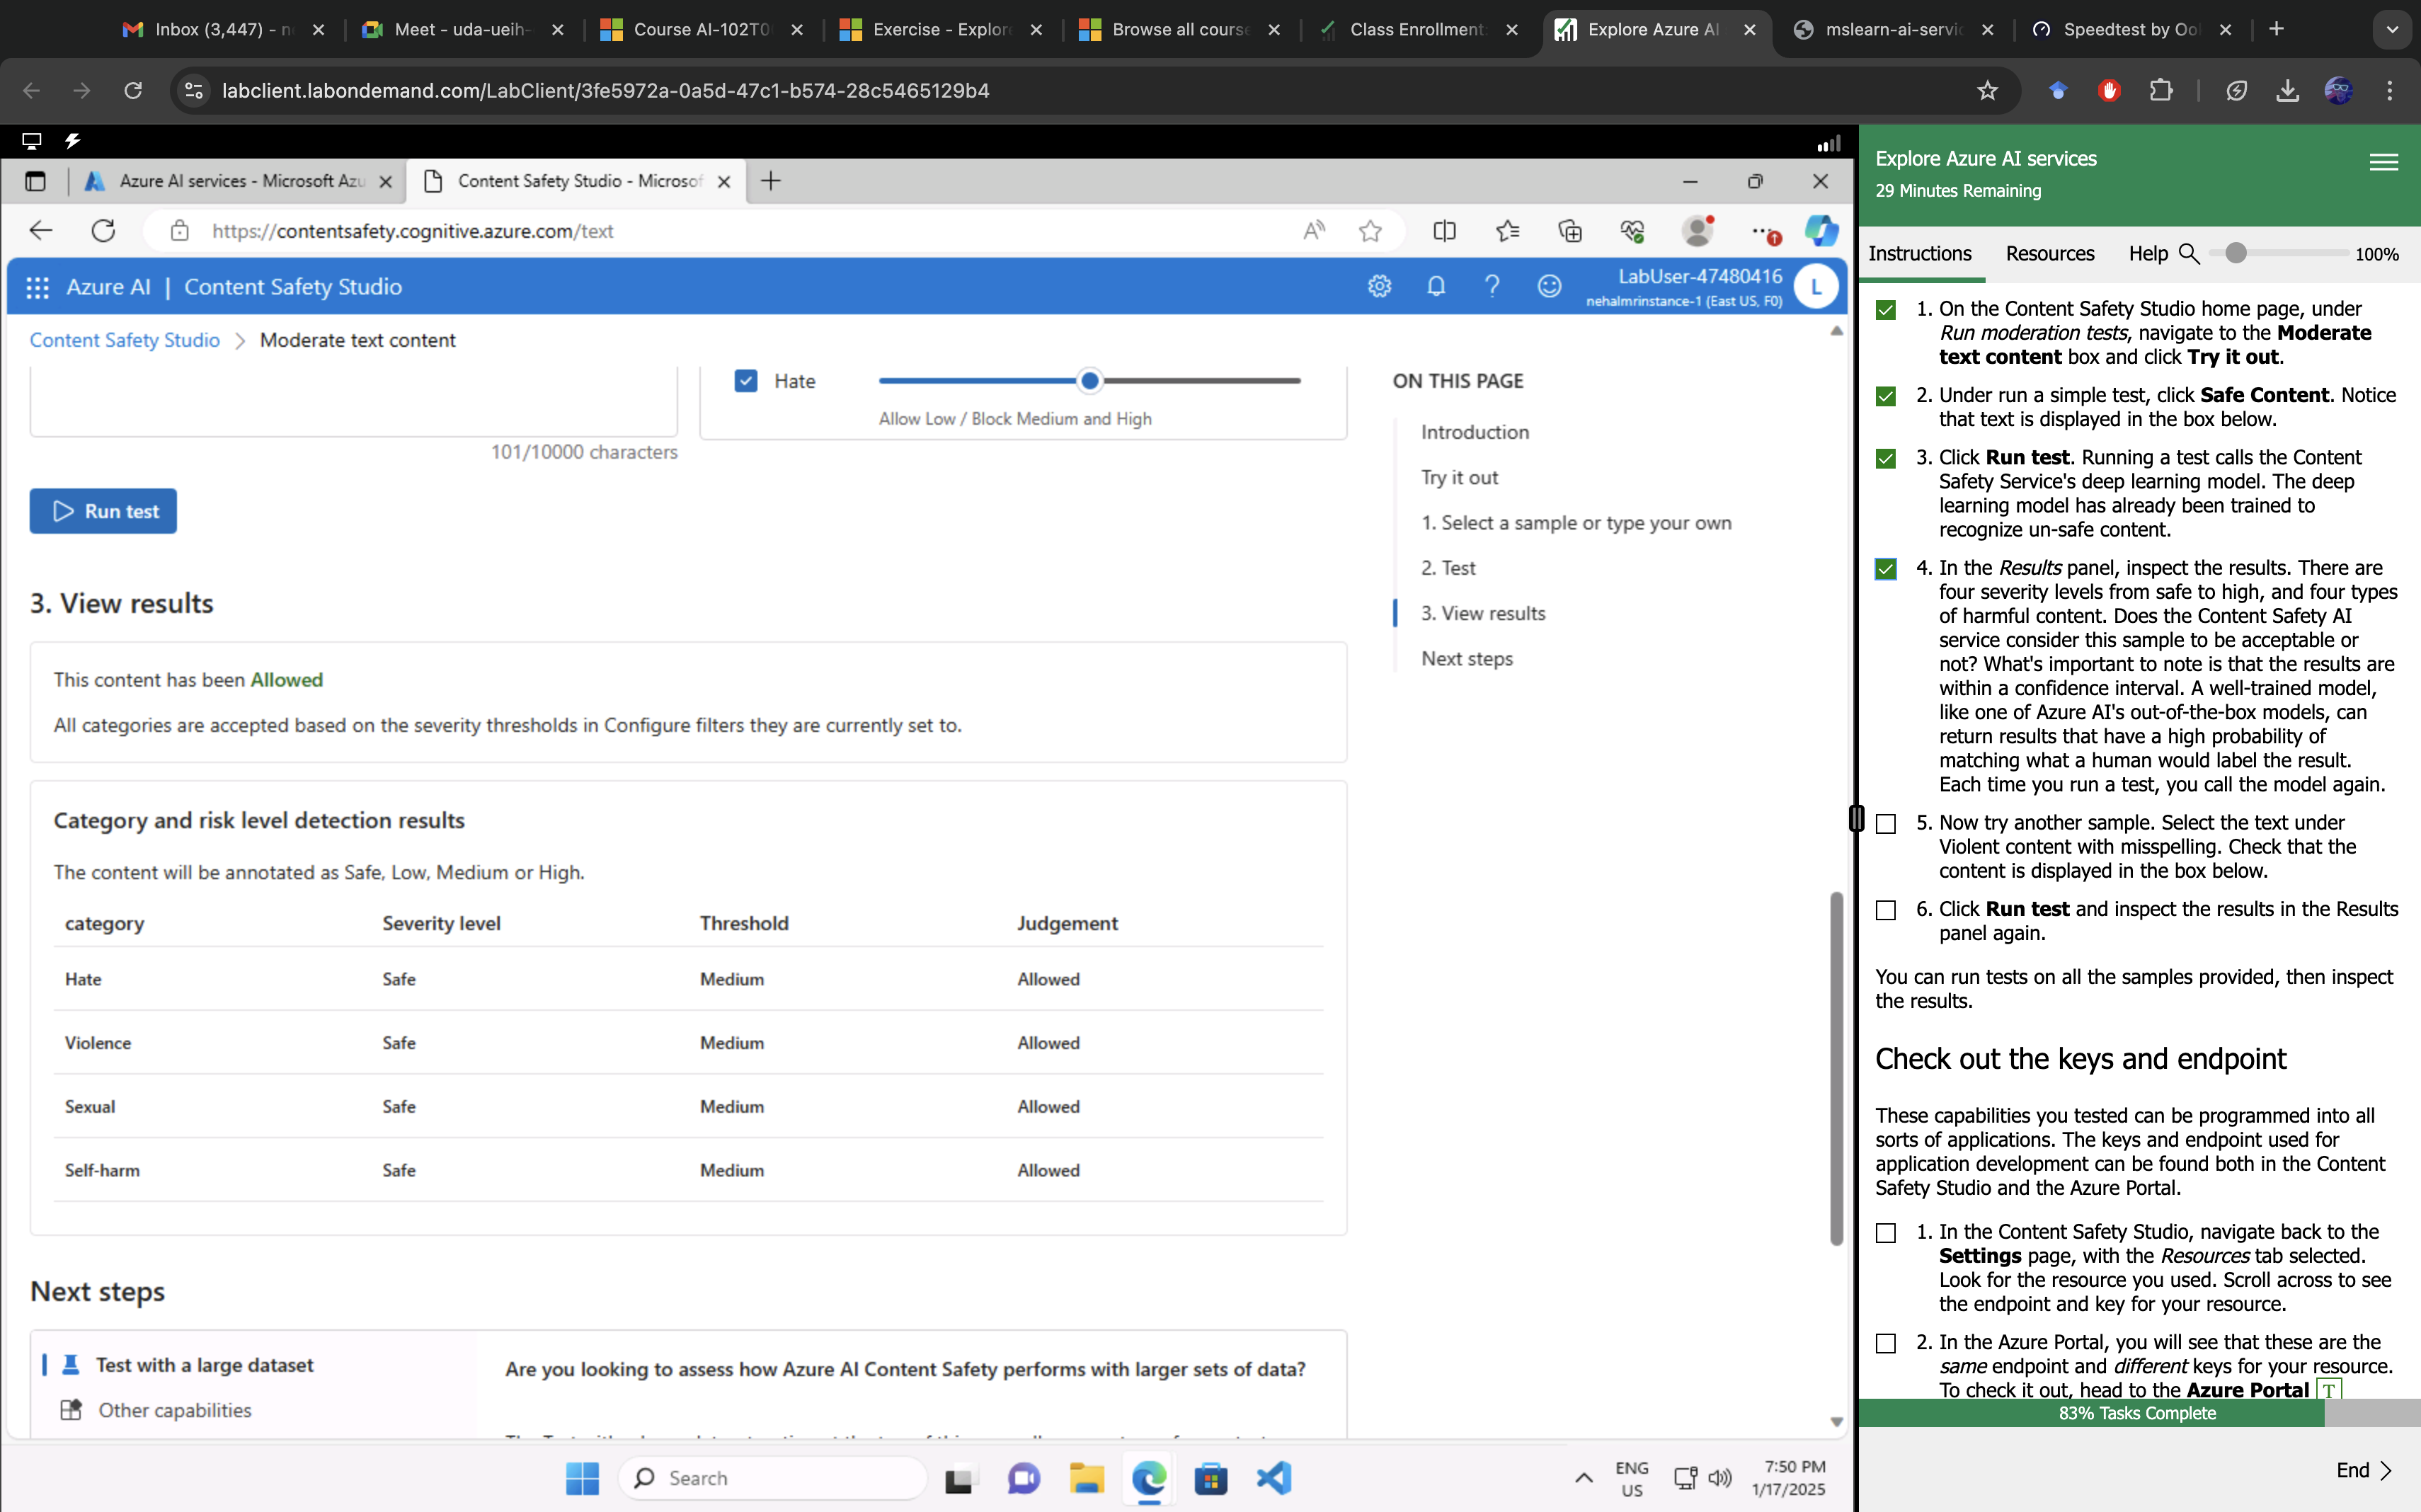 Inbox (3,447) - n
Meet - uda-ueih-
Course AI-102T0
Exercise - Explor
Browse all course
Class Enrollment
Explore Azure AI
mslearn-ai-servic
Speedtest by Ool
labclient.labondemand.com/LabClient/3fe5972a-0a5d-47c1-b574-28c5465129b4
Azure AI services - Microsoft Azu
Content Safety Studio - Microsof
https://contentsafety.cognitive.azure.com/text
Azure AI | Content Safety Studio
LabUser-47480416
nehalmrinstance-1 (East US, F0)
L
Content Safety Studio > Moderate text content
Hate
Allow Low / Block Medium and High
101/10000 characters
Run test
3. View results
This content has been Allowed
All categories are accepted based on the severity thresholds in Configure filters they are currently set to.
Category and risk level detection results
The content will be annotated as Safe, Low, Medium or High.
category Severity level Threshold Judgement
Hate Safe Medium Allowed
Violence Safe Medium Allowed
Sexual Safe Medium Allowed
Self-harm Safe Medium Allowed
Next steps
Test with a large dataset
Other capabilities
Are you looking to assess how Azure AI Content Safety performs with larger sets of data?
ON THIS PAGE
Introduction
Try it out
1. Select a sample or type your own
2. Test
3. View results
Next steps
Search
ENG
US
7:50 PM
1/17/2025
Explore Azure AI services
29 Minutes Remaining
Instructions Resources Help 100%
1. On the Content Safety Studio home page, under
Run moderation tests, navigate to the Moderate
text content box and click Try it out.
2. Under run a simple test, click Safe Content. Notice
that text is displayed in the box below.
3. Click Run test. Running a test calls the Content
Safety Service's deep learning model. The deep
learning model has already been trained to
recognize un-safe content.
4. In the Results panel, inspect the results. There are
four severity levels from safe to high, and four types
of harmful content. Does the Content Safety AI
service consider this sample to be acceptable or
not? What's important to note is that the results are
within a confidence interval. A well-trained model,
like one of Azure AI's out-of-the-box models, can
return results that have a high probability of
matching what a human would label the result.
Each time you run a test, you call the model again.
5. Now try another sample. Select the text under
Violent content with misspelling. Check that the
content is displayed in the box below.
6. Click Run test and inspect the results in the Results
panel again.
You can run tests on all the samples provided, then inspect
the results.
Check out the keys and endpoint
These capabilities you tested can be programmed into all
sorts of applications. The keys and endpoint used for
application development can be found both in the Content
Safety Studio and the Azure Portal.
1. In the Content Safety Studio, navigate back to the
Settings page, with the Resources tab selected.
Look for the resource you used. Scroll across to see
the endpoint and key for your resource.
2. In the Azure Portal, you will see that these are the
same endpoint and different keys for your resource.
To check it out, head to the Azure Portal T
83% Tasks Complete
End >